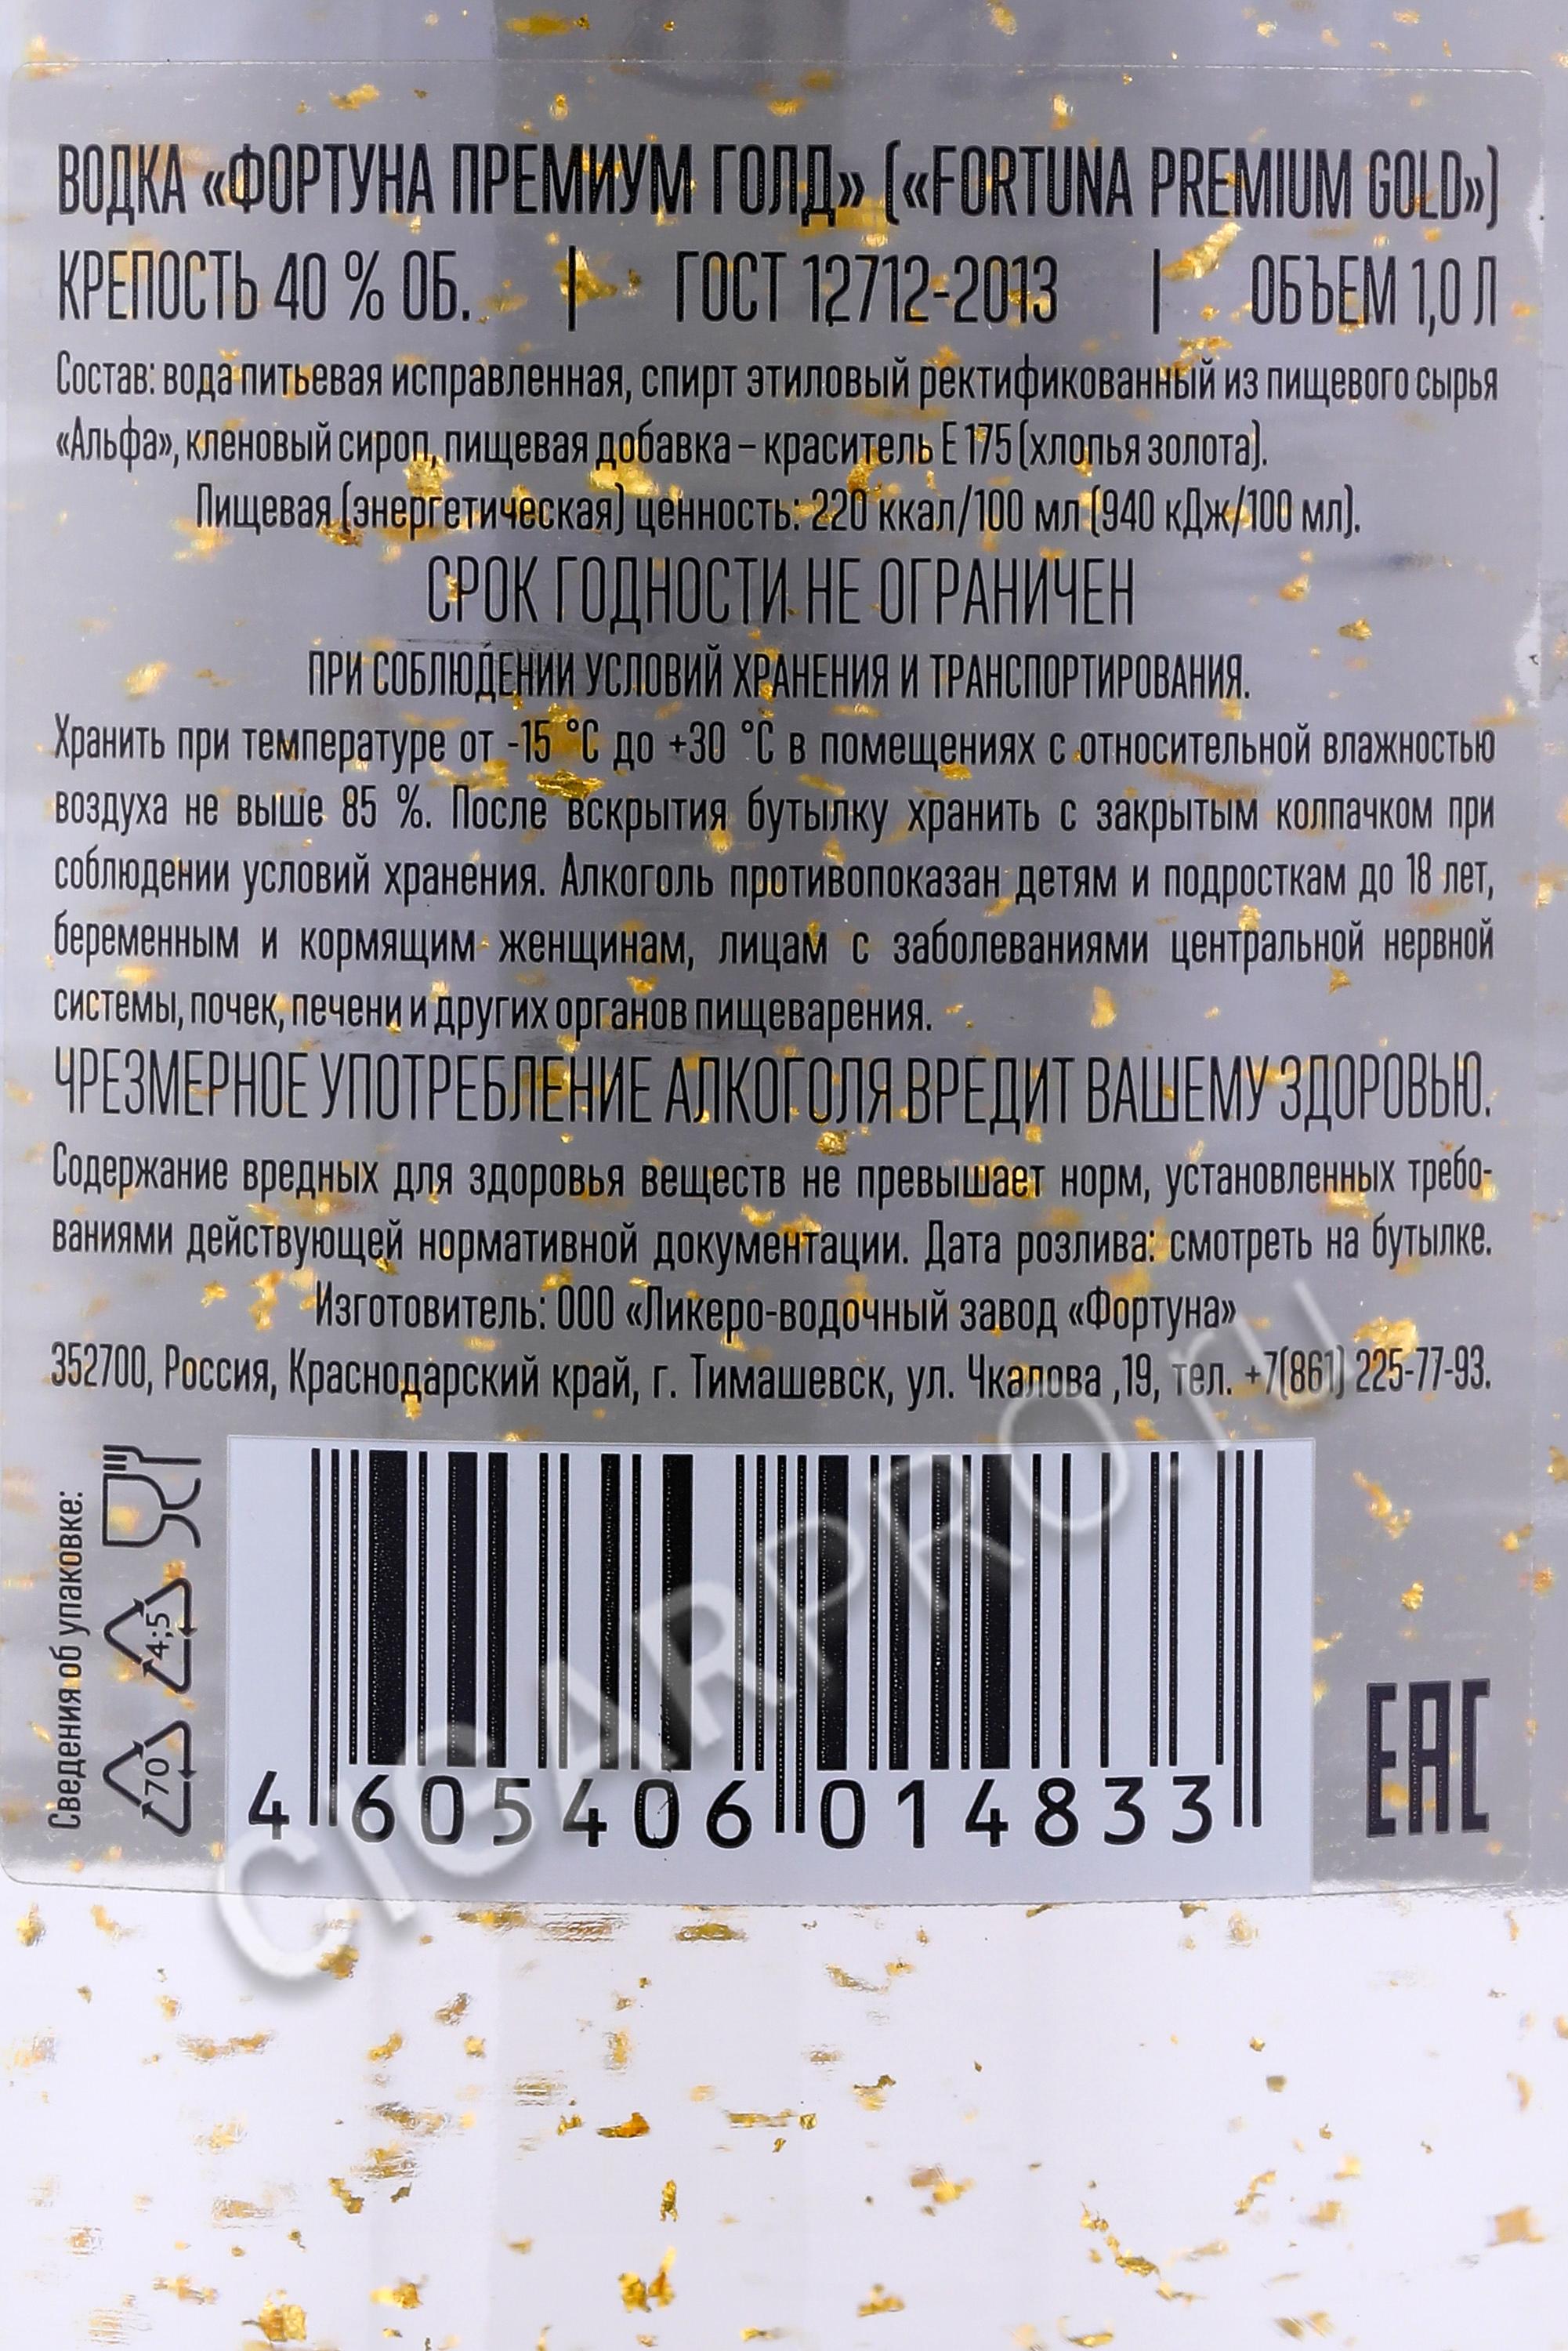 ВОДКА «ФОРТУНА ПРЕМИУМ ГОЛД» («FORTUNA PREMIUM GOLD»)
КРЕПОСТЬ 40 % ОБ. | ГОСТ 12712-2013 | ОБЪЕМ 1,0 Л
Состав: вода питьевая исправленная, спирт этиловый ректификованный из пищевого сырья
«Альфа», кленовый сироп, пищевая добавка – краситель Е 175 (хлопья золота).
Пищевая (энергетическая) ценность: 220 ккал/100 мл (940 кДж/100 мл).
СРОК ГОДНОСТИ НЕ ОГРАНИЧЕН
ПРИ СОБЛЮДЕНИИ УСЛОВИЙ ХРАНЕНИЯ И ТРАНСПОРТИРОВАНИЯ.
Хранить при температуре от -15 °С до +30 °С в помещениях с относительной влажностью
воздуха не выше 85 %. После вскрытия бутылку хранить с закрытым колпачком при
соблюдении условий хранения. Алкоголь противопоказан детям и подросткам до 18 лет,
беременным и кормящим женщинам, лицам с заболеваниями центральной нервной
системы, почек, печени и других органов пищеварения.
ЧРЕЗМЕРНОЕ УПОТРЕБЛЕНИЕ АЛКОГОЛЯ ВРЕДИТ ВАШЕМУ ЗДОРОВЬЮ.
Содержание вредных для здоровья веществ не превышает норм, установленных требо-
ваниями действующей нормативной документации. Дата розлива: смотреть на бутылке.
Изготовитель: ООО «Ликеро-водочный завод «Фортуна»
352700, Россия, Краснодарский край, г. Тимашевск, ул. Чкалова ,19, тел. +7(861) 225-77-93.
Сведения об упаковке:
4;5
70
4 605406 014833
EAC
CIGARPRO.ru